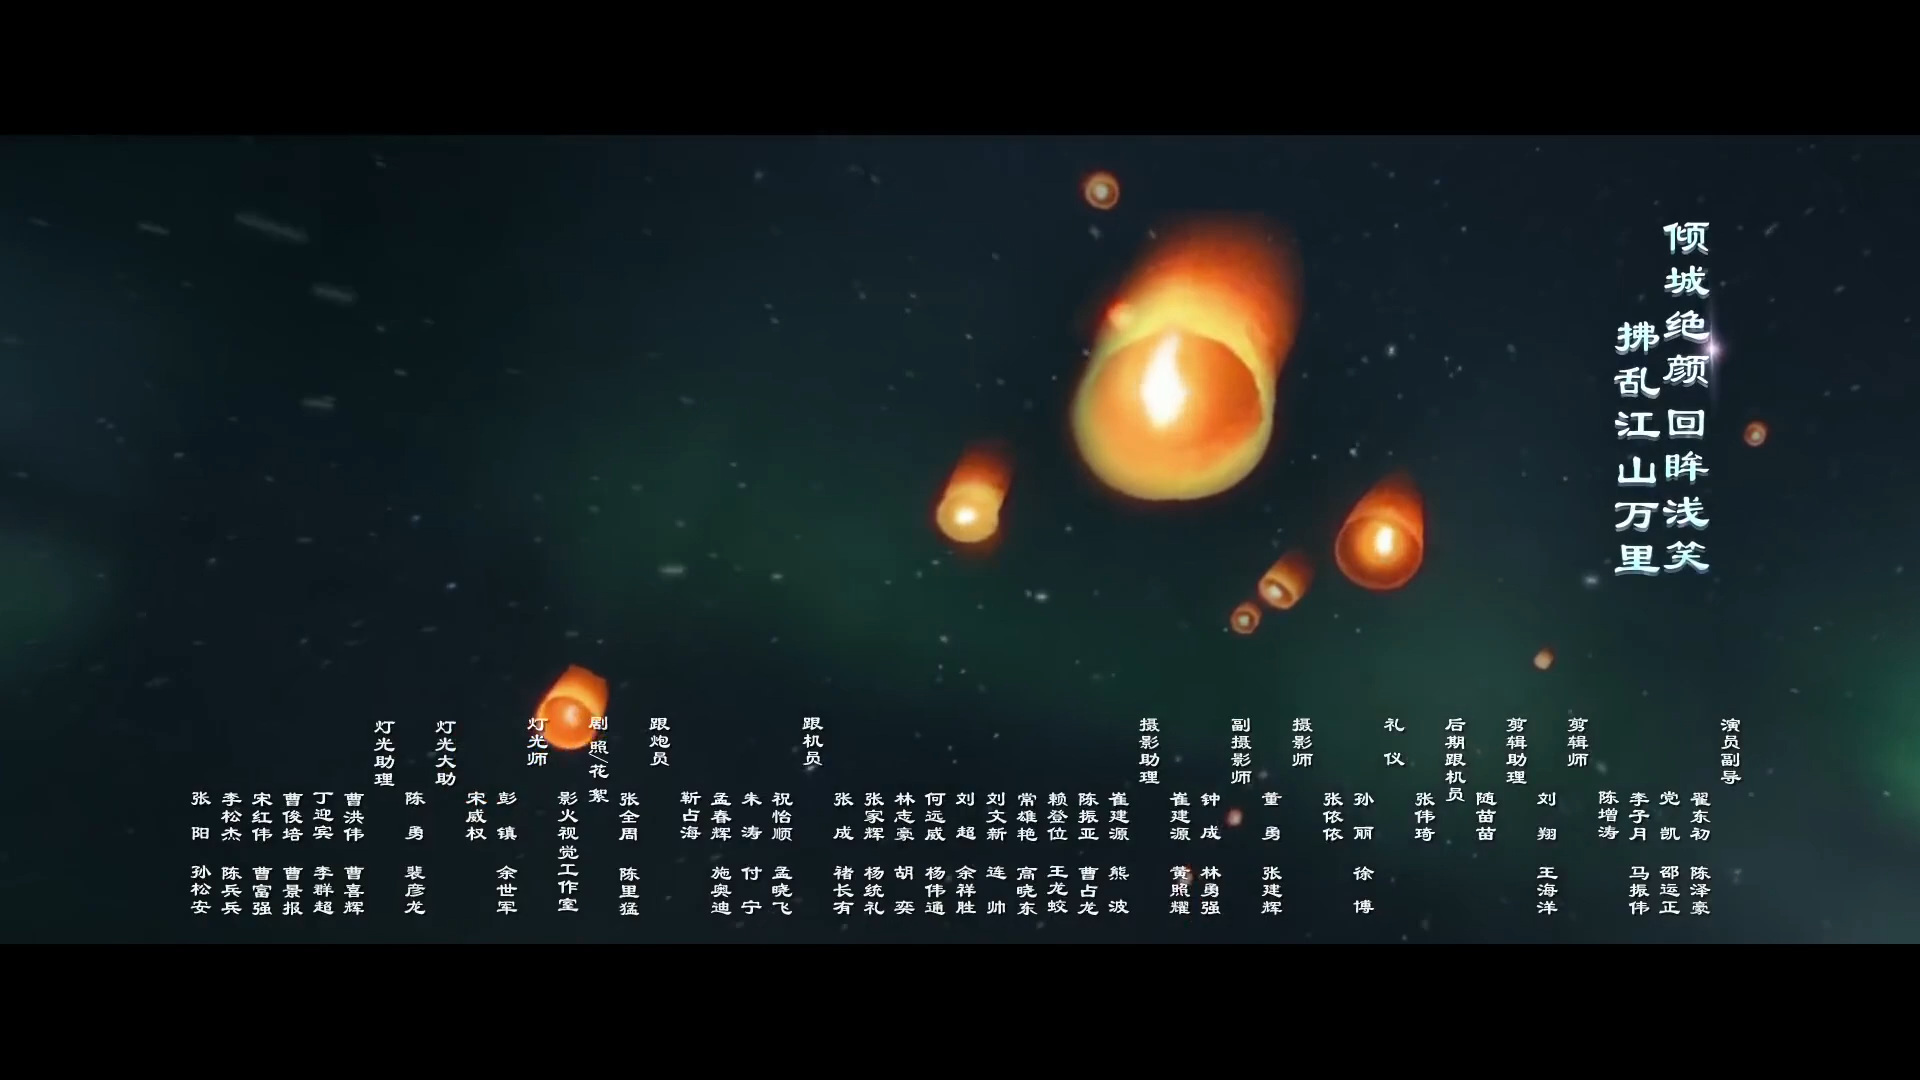 倾城绝颜 回眸浅笑
拂乱江山万里
演员副导
翟东初 陈泽豪
党凯 邵运正
李子月 马振伟
陈增涛
剪辑师
刘翔 王海洋
剪辑助理
随苗苗
后期跟机员
张伟琦
礼仪
孙丽 徐博
张依依
摄影师
董勇 张建辉
副摄影师
钟成 林勇强
崔建源 黄照耀
摄影助理
崔建源 熊波
陈振亚 曹占龙
赖登位 王龙蛟
常雄艳 高晓东
刘文新 连帅
刘超 余祥胜
何远威 杨伟通
林志豪 胡奕
张家辉 杨统礼
张成 褚长有
跟机员
祝怡顺 孟晓飞
朱涛 付宁
孟春辉 施奥迪
靳占海
跟炮员
张全周 陈里猛
剧照/花絮
影火视觉工作室
灯光师
彭镇 余世军
宋威权
灯光大助
陈勇 裴彦龙
灯光助理
曹洪伟 曹喜辉
丁迎宾 李群超
曹俊培 曹景报
宋红伟 曹富强
李松杰 陈兵兵
张阳 孙松安